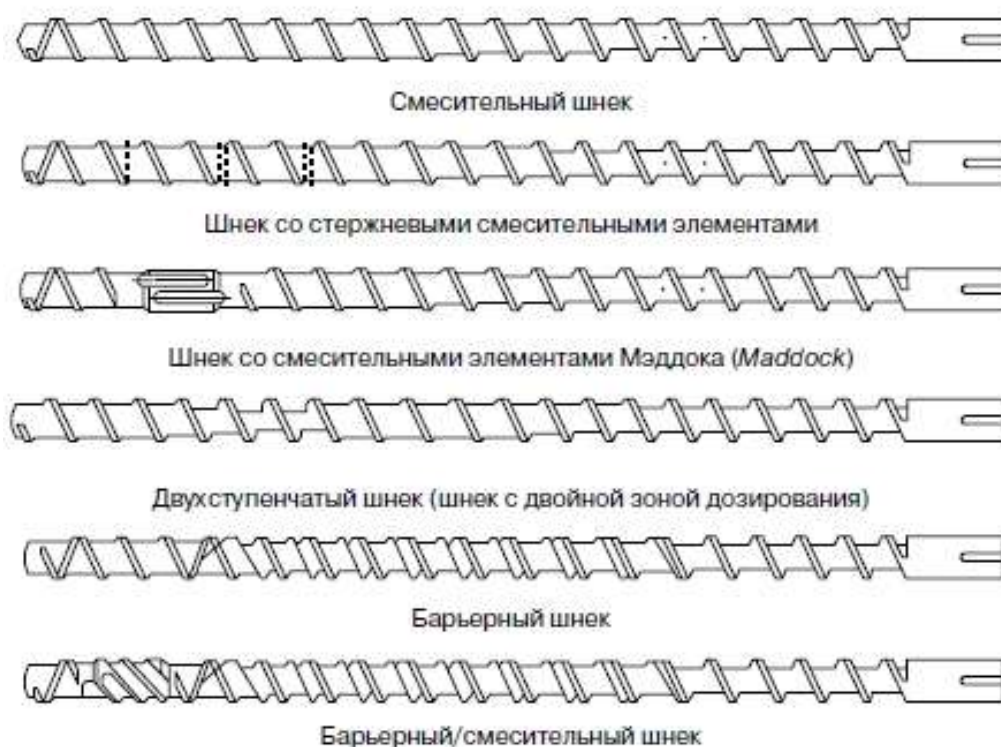 Смесительный шнек
Шнек со стержневыми смесительными элементами
Шнек со смесительными элементами Мэддока (Maddock)
Двухступенчатый шнек (шнек с двойной зоной дозирования)
Барьерный шнек
Барьерный/смесительный шнек